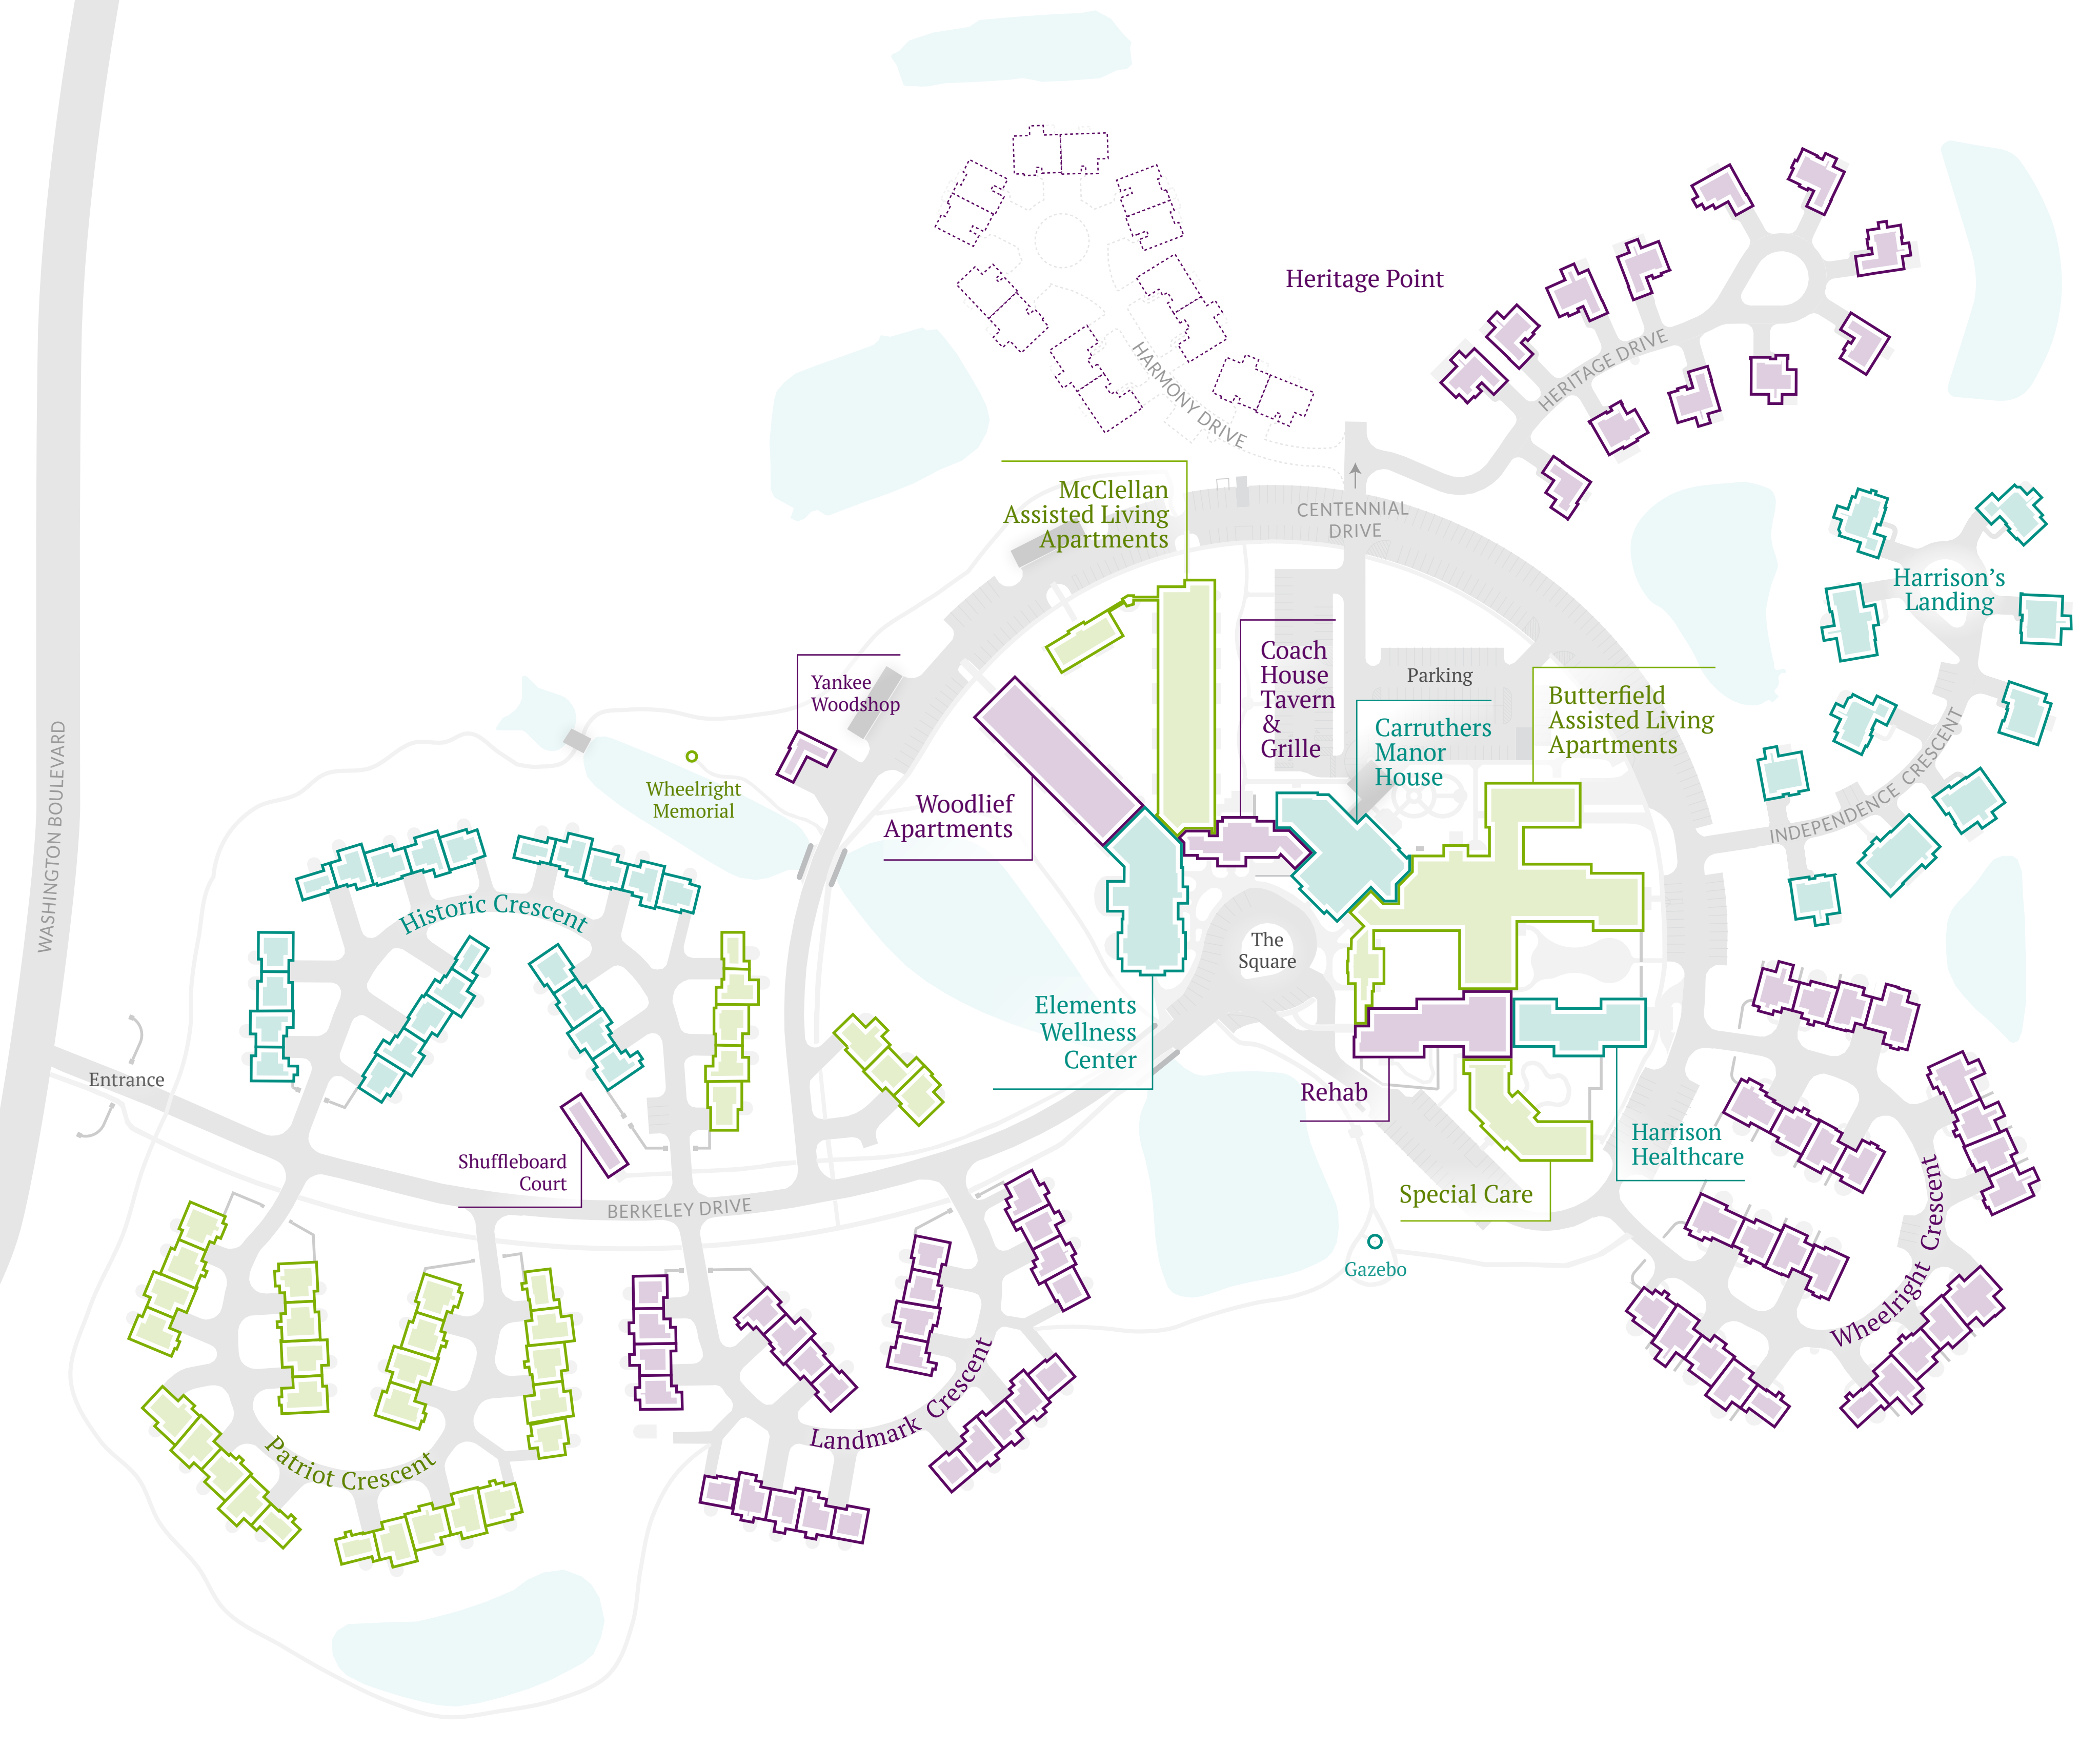 Heritage Point
HARMONY DRIVE
HERITAGE DRIVE
McClellan
Assisted Living
Apartments
CENTENNIAL
DRIVE
Harrison's
Landing
Coach
House
Tavern
&
Grille
Parking
Yankee
Woodshop
Butterfield
Assisted Living
Apartments
Carruthers
Manor
House
WASHINGTON BOULEVARD
Wheelright
Memorial
Woodlief
Apartments
INDEPENDENCE CRESCENT
Historic Crescent
The
Square
Elements
Wellness
Center
Entrance
Rehab
Harrison
Healthcare
Shuffleboard
Court
Special Care
BERKELEY DRIVE
Gazebo
Wheelright Crescent
Landmark Crescent
Patriot Crescent